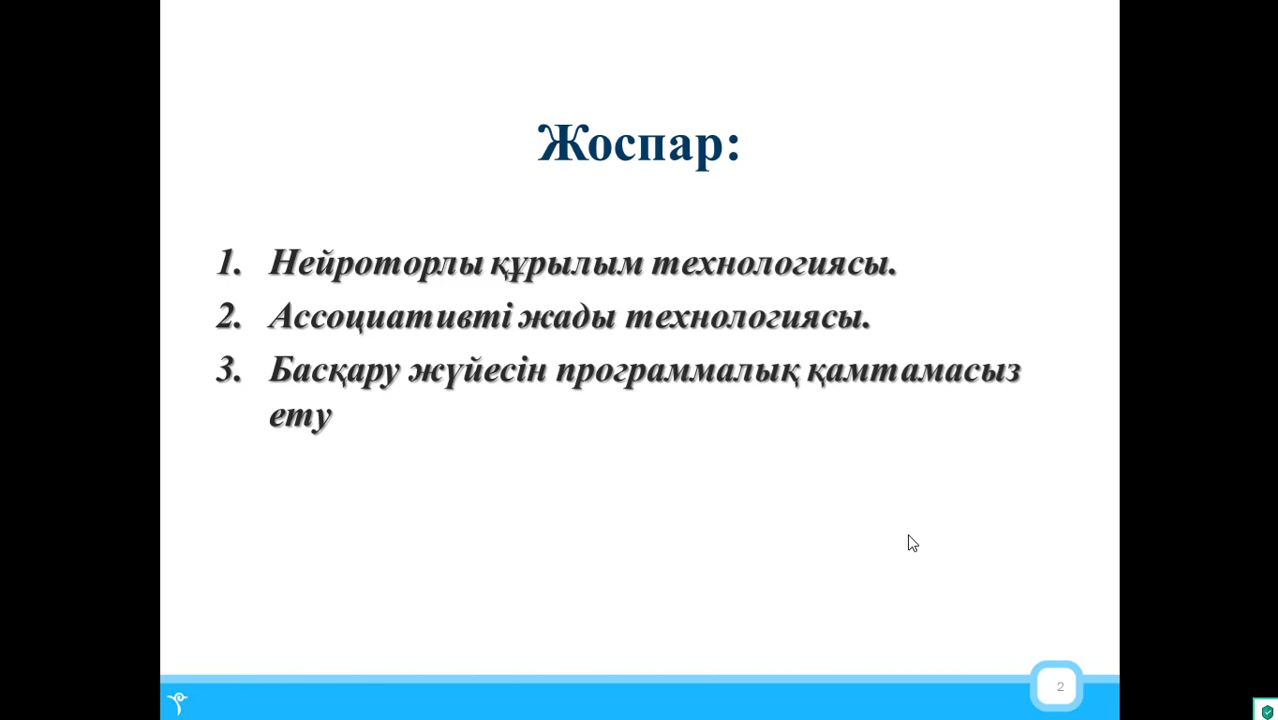 Жоспар:
1. Нейроторлы құрылым технологиясы.
2. Ассоциативті жады технологиясы.
3. Басқару жүйесін программалық қамтамасыз
ету
2